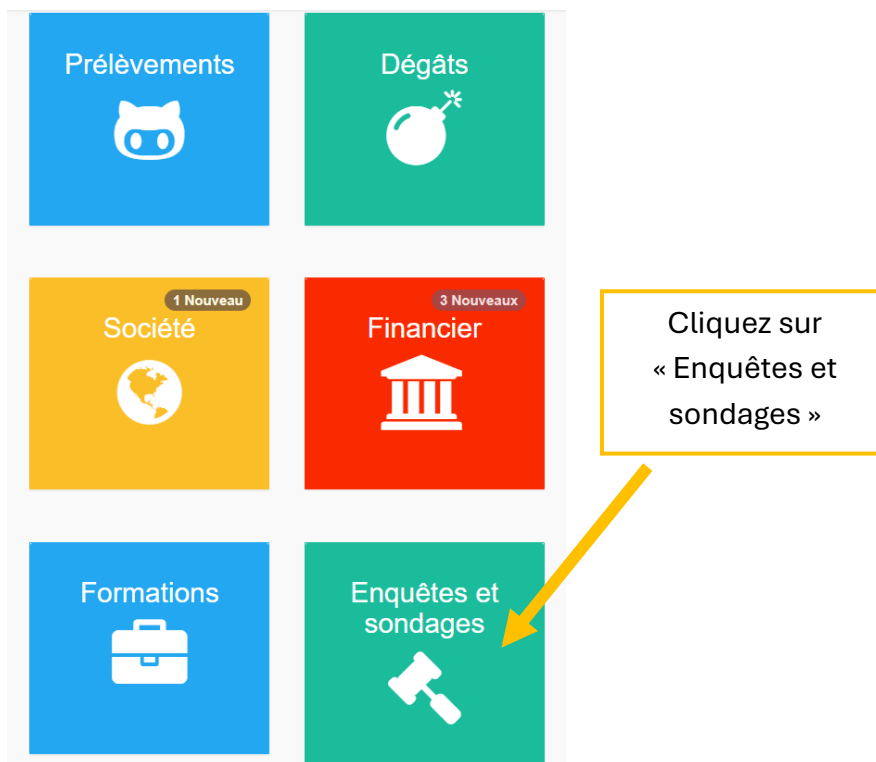 Prélèvements
Dégâts
1 Nouveau
Société
3 Nouveaux
Financier
Cliquez sur
« Enquêtes et
sondages »
Formations
Enquêtes et
sondages